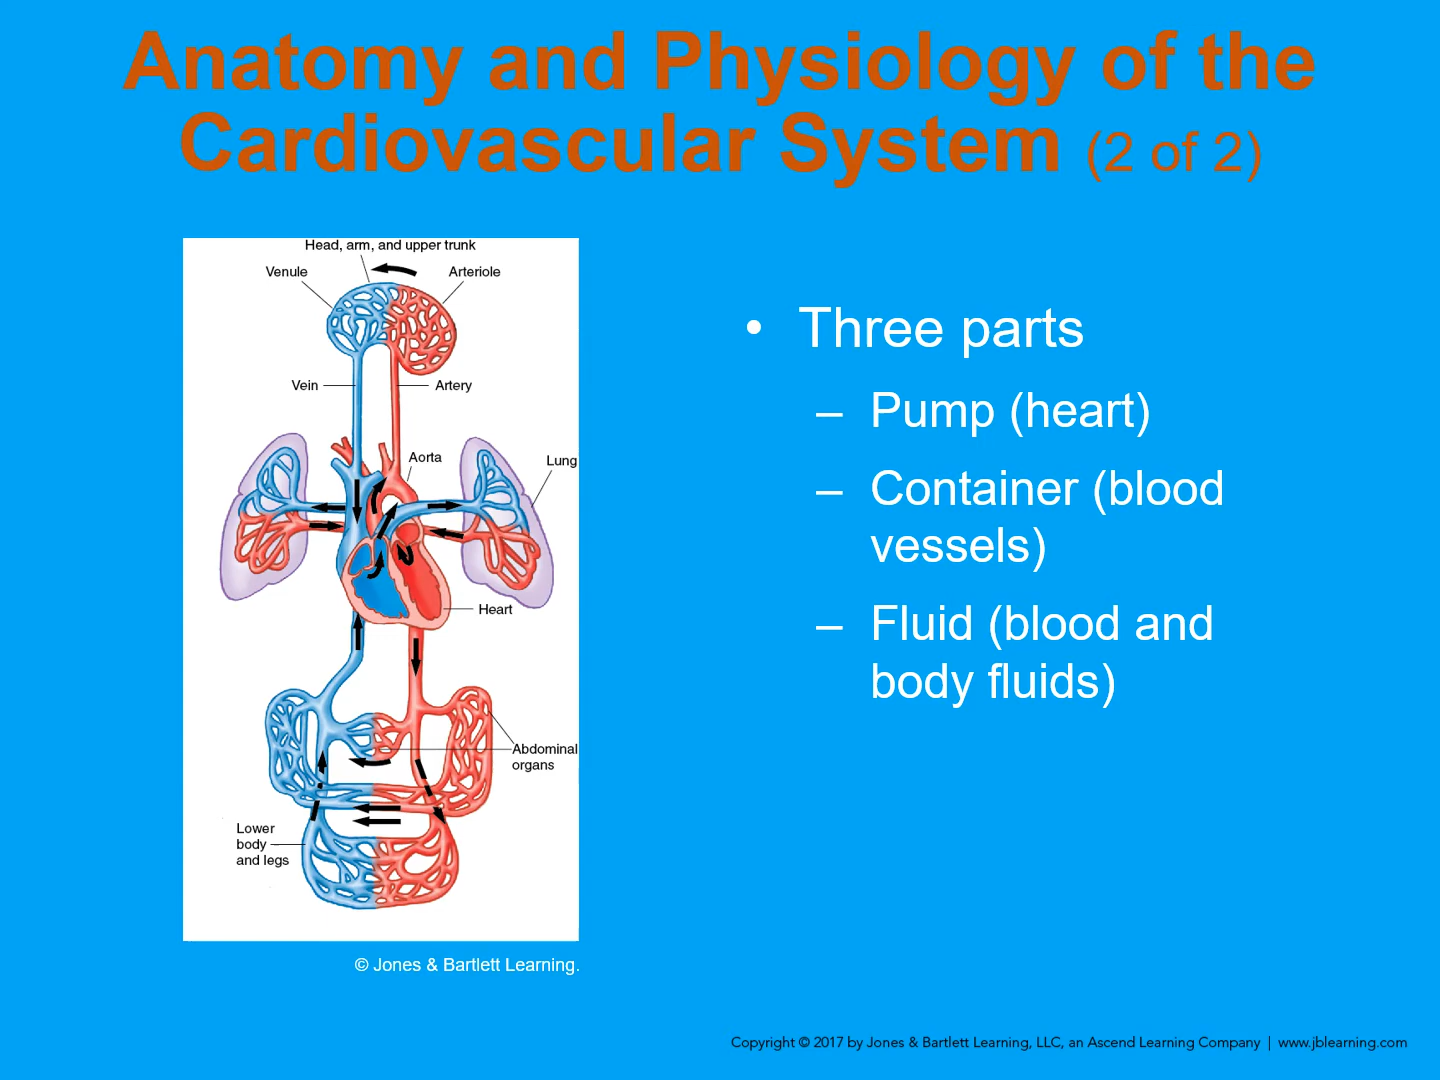 Anatomy and Physiology of the
Cardiovascular System (2 of 2)
Head, arm, and upper trunk
Venule
Arteriole
Vein
Artery
Aorta
Lung
Heart
Abdominal
organs
Lower
body
and legs
© Jones & Bartlett Learning.
• Three parts
– Pump (heart)
– Container (blood
vessels)
– Fluid (blood and
body fluids)
Copyright © 2017 by Jones & Bartlett Learning, LLC, an Ascend Learning Company | www.jblearning.com